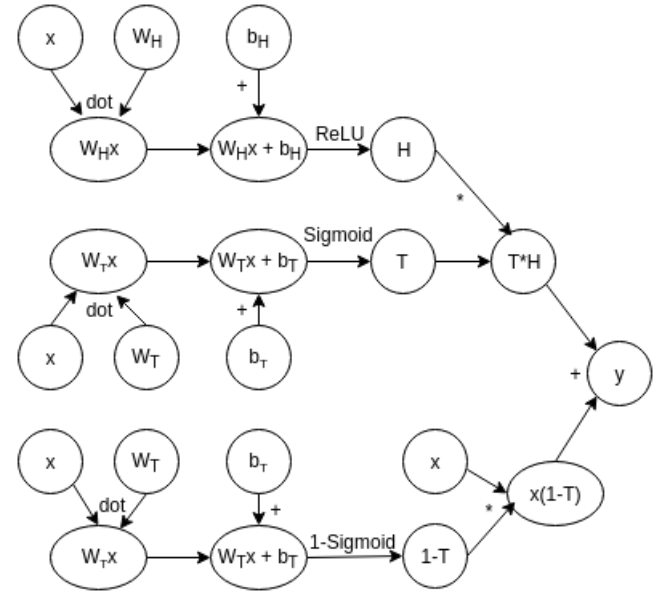 x
W_H
b_H
dot
+
W_Hx
W_Hx + b_H
ReLU
H
*
W_Tx
W_Tx + b_T
Sigmoid
T
T*H
dot
+
x
W_T
b_T
+
y
x
W_T
b_T
x
dot
+
*
x(1-T)
W_Tx
W_Tx + b_T
1-Sigmoid
1-T